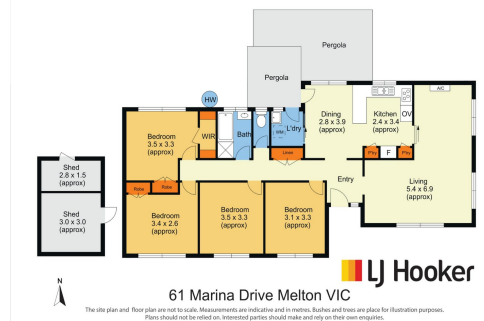 Pergola
Pergola
HW
Bedroom
3.5 x 3.3
(approx)
WIR
Bath
WM
L'dry
Linen
Dining
2.8 x 3.9
(approx)
Kitchen
2.4 x 3.4
(approx)
OV
A/C
P'ty
F
P'ty
Shed
2.8 x 1.5
(approx)
Shed
3.0 x 3.0
(approx)
Robe
Robe
Bedroom
3.4 x 2.6
(approx)
Bedroom
3.5 x 3.3
(approx)
Bedroom
3.1 x 3.3
(approx)
Entry
Living
5.4 x 6.9
(approx)
N
LJ Hooker
61 Marina Drive Melton VIC
The site plan and floor plan are not to scale. Measurements are indicative and in metres. Bushes and trees are place for illustration purposes.
Plans should not be relied on. Interested parties should make and rely on their own enquiries.